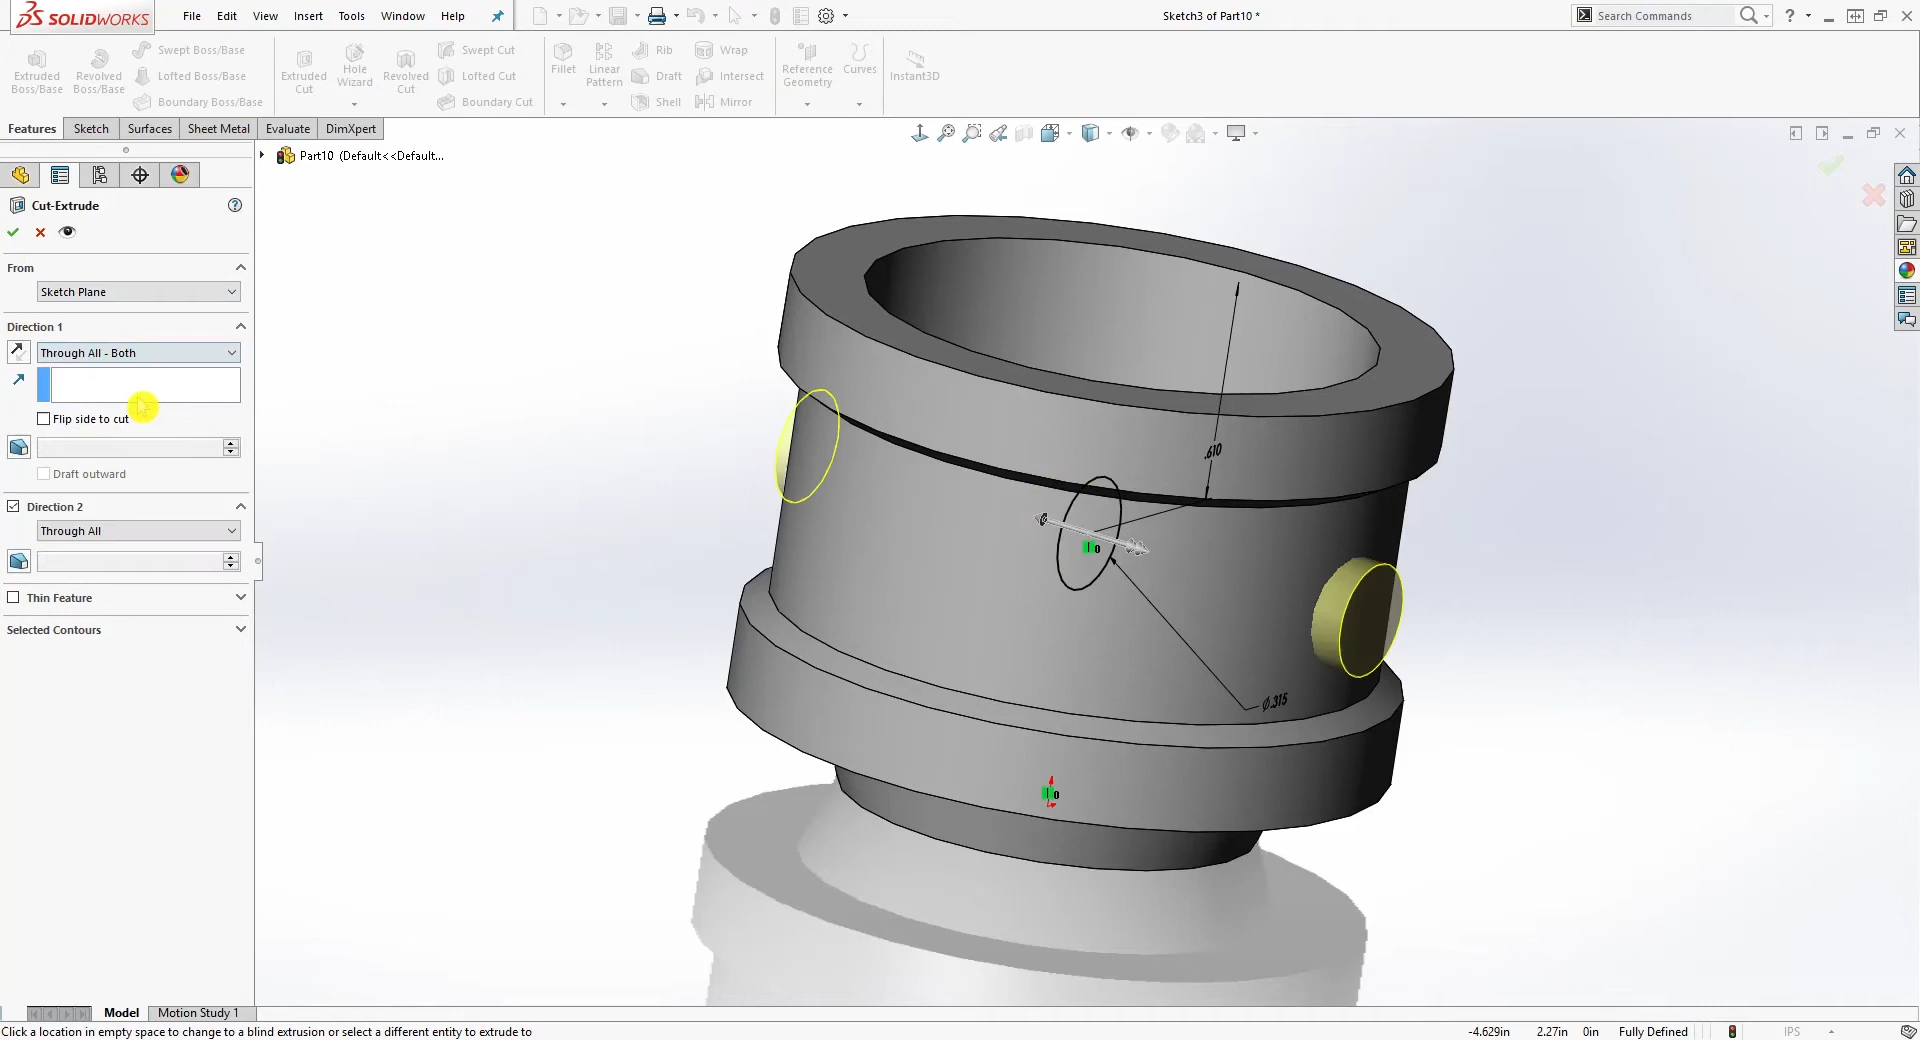 SOLIDWORKS
File Edit View Insert Tools Window Help
Sketch3 of Part10 *
Search Commands
Extruded Boss/Base
Revolved Boss/Base
Swept Boss/Base
Lofted Boss/Base
Boundary Boss/Base
Extruded Cut
Hole Wizard
Revolved Cut
Swept Cut
Lofted Cut
Boundary Cut
Fillet
Linear Pattern
Rib
Draft
Shell
Wrap
Intersect
Mirror
Reference Geometry
Curves
Instant3D
Features Sketch Surfaces Sheet Metal Evaluate DimXpert
Part10 (Default<<Default...
Cut-Extrude
From
Sketch Plane
Direction 1
Through All - Both
Flip side to cut
Draft outward
Direction 2
Through All
Thin Feature
Selected Contours
.610
0
Ø.315
0
Model Motion Study 1
Click a location in empty space to change to a blind extrusion or select a different entity to extrude to
-4.629in 2.27in 0in Fully Defined IPS